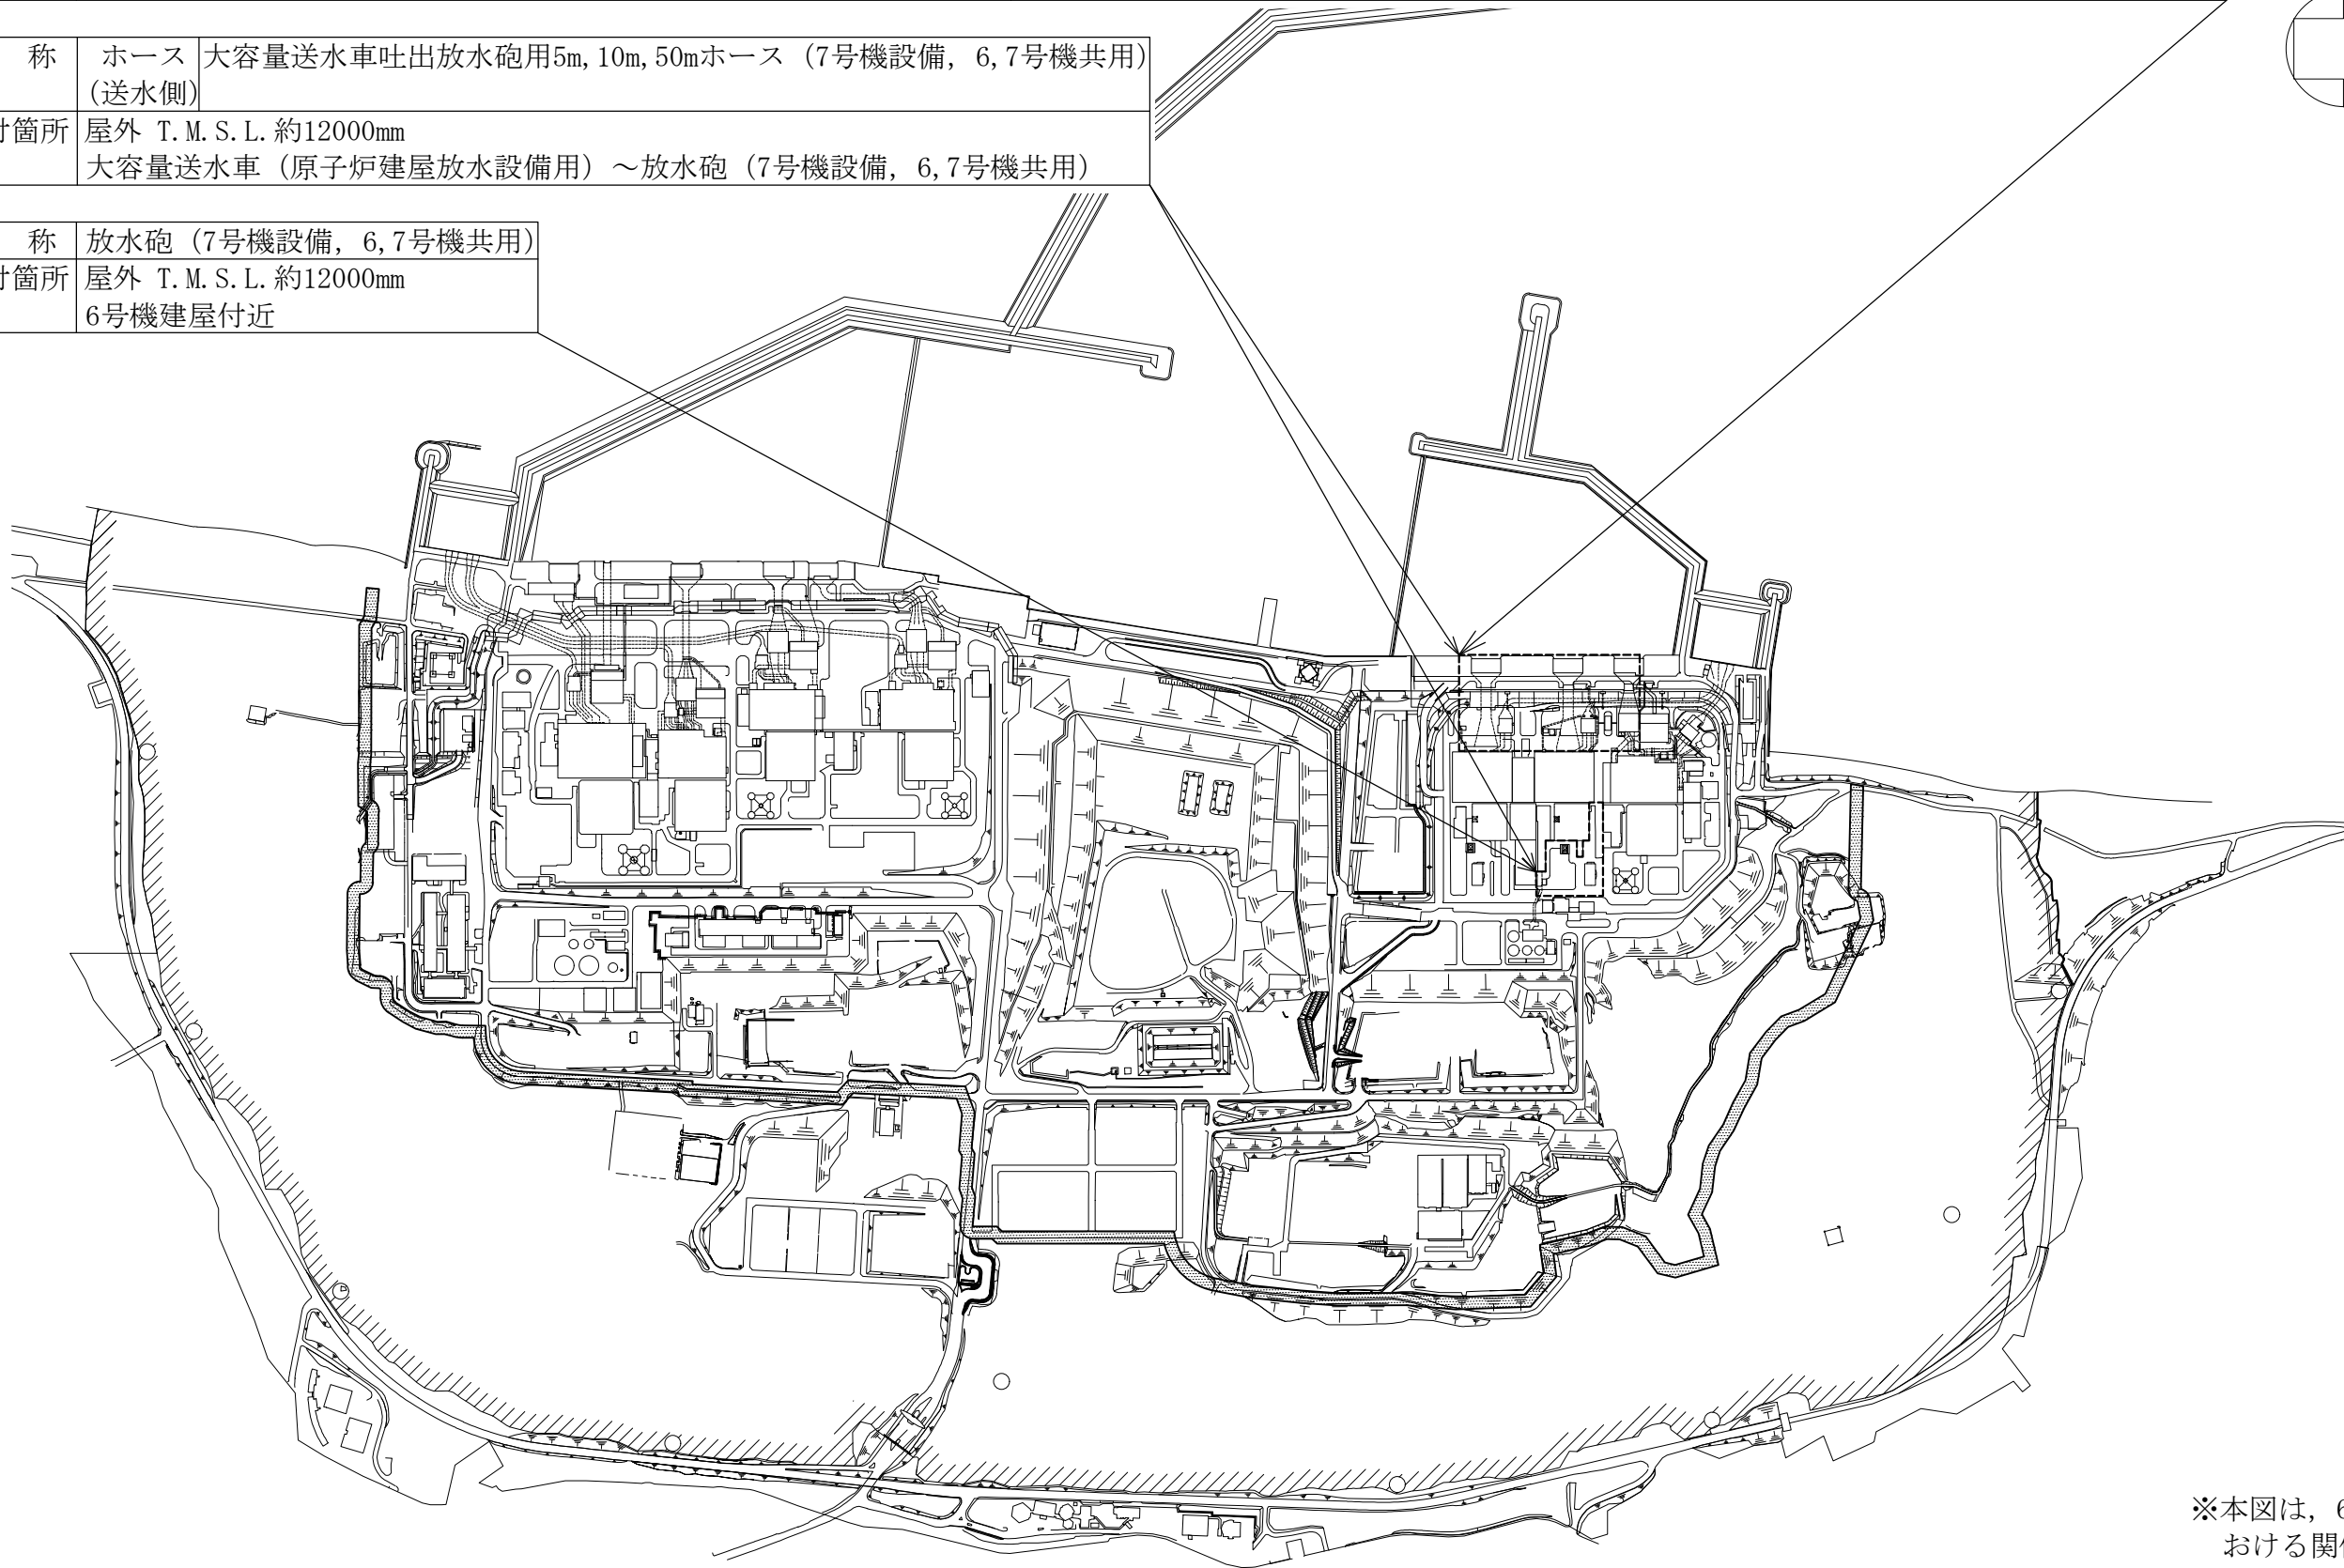 称 ホース 大容量送水車吐出放水砲用5m,10m,50mホース（7号機設備，6,7号機共用）
(送水側)
付箇所 屋外 T.M.S.L.約12000mm
大容量送水車（原子炉建屋放水設備用）～放水砲（7号機設備，6,7号機共用）
称 放水砲（7号機設備，6,7号機共用）
付箇所 屋外 T.M.S.L.約12000mm
6号機建屋付近
※本図は，6
おける関